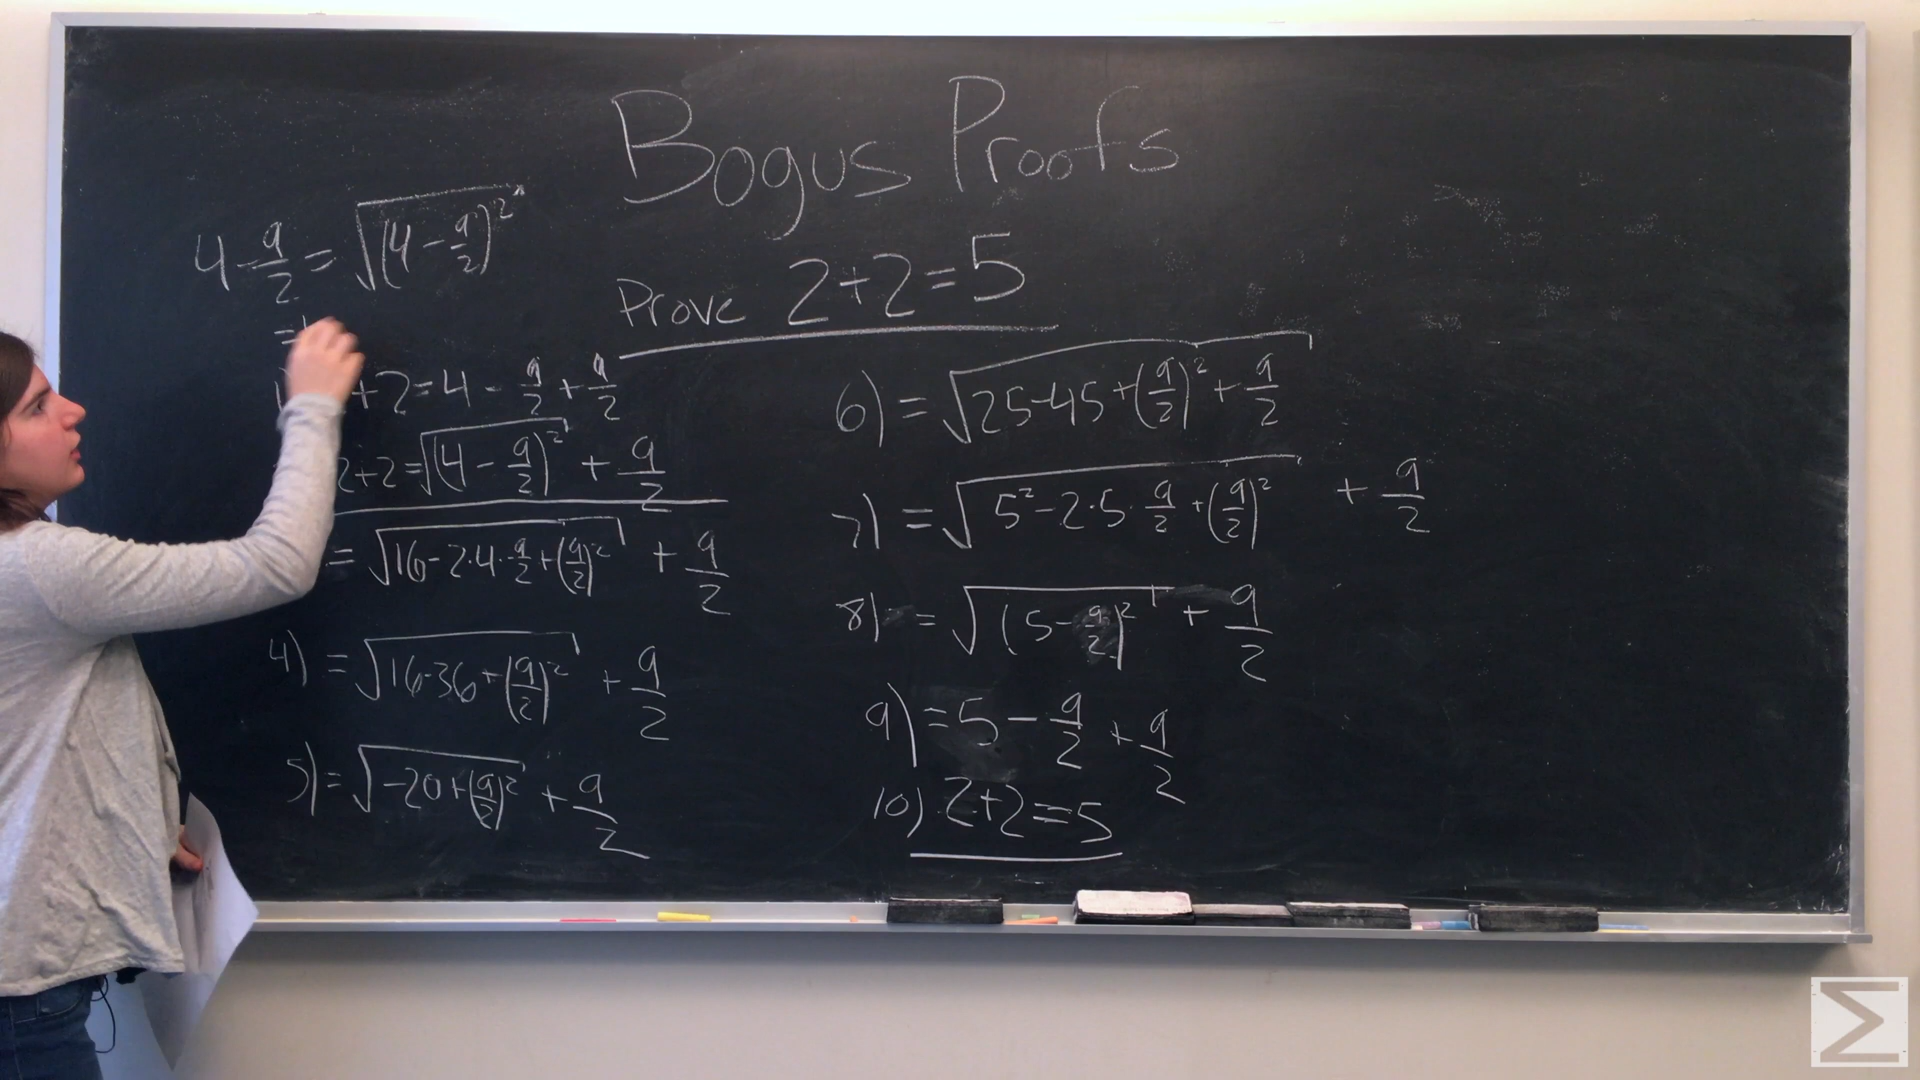 Bogus Proofs
Prove 2+2=5
4 - 9/2 = √(4 - 9/2)²
=
+2=4 - 9/2 + 9/2
2+2=√(4 - 9/2)² + 9/2
= √16-2·4·9/2+(9/2)² + 9/2
4) = √16-36+(9/2)² + 9/2
5) = √-20+(9/2)² + 9/2
6) = √25-45+(9/2)² + 9/2
7) = √5²-2·5·9/2+(9/2)² + 9/2
8) = √(5-9/2)² + 9/2
9) = 5 - 9/2 + 9/2
10) 2+2=5
Σ